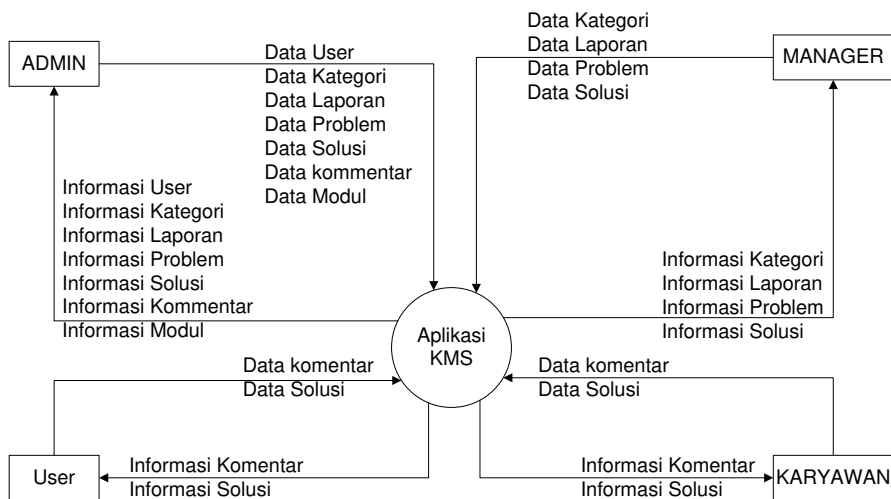 ADMIN
Data User
Data Kategori
Data Laporan
Data Problem
Data Solusi
Data kommentar
Data Modul
Data Kategori
Data Laporan
Data Problem
Data Solusi
MANAGER
Informasi User
Informasi Kategori
Informasi Laporan
Informasi Problem
Informasi Solusi
Informasi Kommentar
Informasi Modul
Informasi Kategori
Informasi Laporan
Informasi Problem
Informasi Solusi
Aplikasi
KMS
Data komentar
Data Solusi
Data komentar
Data Solusi
User
Informasi Komentar
Informasi Solusi
Informasi Komentar
Informasi Solusi
KARYAWAN